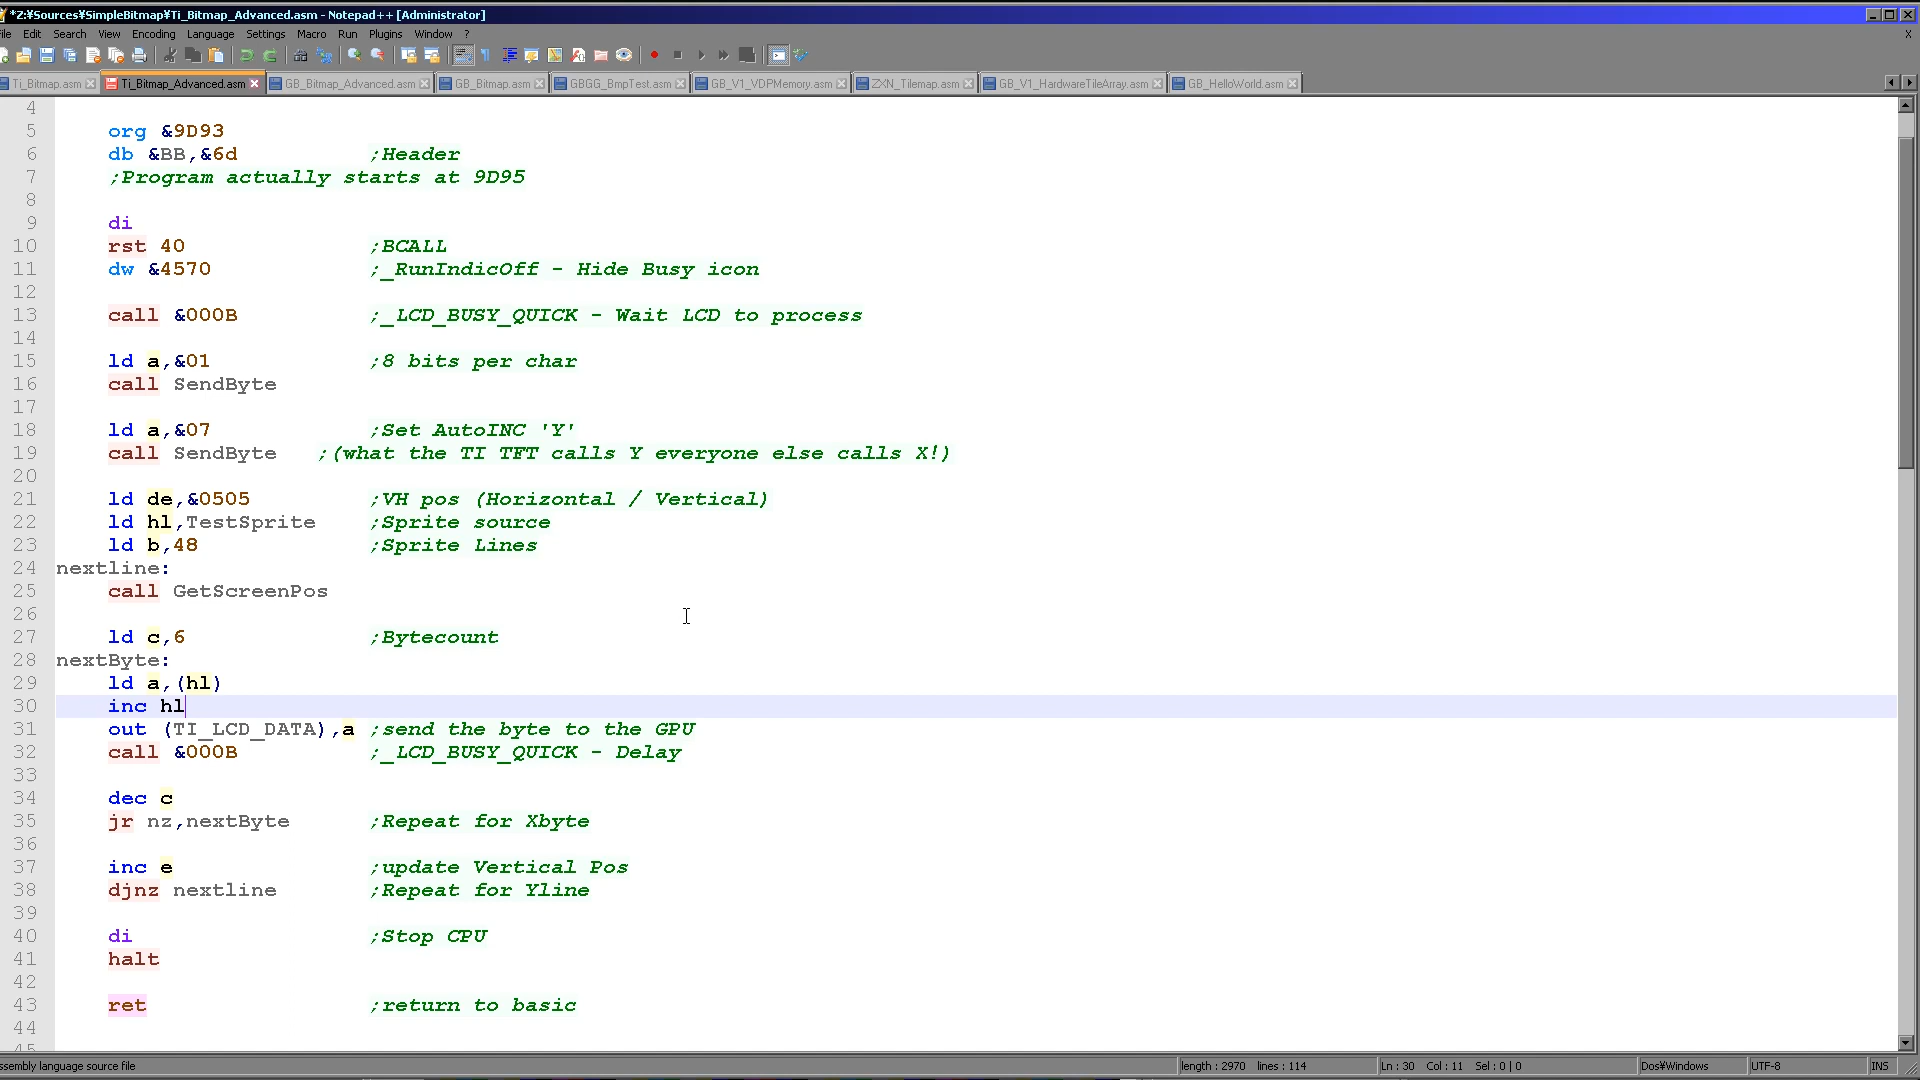 *Z:¥Sources¥SimpleBitmap¥Ti_Bitmap_Advanced.asm - Notepad++ [Administrator]
ile Edit Search View Encoding Language Settings Macro Run Plugins Window ? X
Ti_Bitmap.asm Ti_Bitmap_Advanced.asm GB_Bitmap_Advanced.asm GB_Bitmap.asm GBGG_BmpTest.asm GB_V1_VDPMemory.asm ZXN_Tilemap.asm GB_V1_HardwareTileArray.asm GB_HelloWorld.asm
4
5 org &9D93
6 db &BB,&6d ;Header
7 ;Program actually starts at 9D95
8
9 di
10 rst 40 ;BCALL
11 dw &4570 ;_RunIndicOff - Hide Busy icon
12
13 call &000B ;_LCD_BUSY_QUICK - Wait LCD to process
14
15 ld a,&01 ;8 bits per char
16 call SendByte
17
18 ld a,&07 ;Set AutoINC 'Y'
19 call SendByte ;(what the TI TFT calls Y everyone else calls X!)
20
21 ld de,&0505 ;VH pos (Horizontal / Vertical)
22 ld hl,TestSprite ;Sprite source
23 ld b,48 ;Sprite Lines
24 nextline:
25 call GetScreenPos
26
27 ld c,6 ;Bytecount
28 nextByte:
29 ld a,(hl)
30 inc hl
31 out (TI_LCD_DATA),a ;send the byte to the GPU
32 call &000B ;_LCD_BUSY_QUICK - Delay
33
34 dec c
35 jr nz,nextByte ;Repeat for Xbyte
36
37 inc e ;update Vertical Pos
38 djnz nextline ;Repeat for Yline
39
40 di ;Stop CPU
41 halt
42
43 ret ;return to basic
44
45
ssembly language source file length : 2970 lines : 114 Ln : 30 Col : 11 Sel : 0 | 0 Dos¥Windows UTF-8 INS